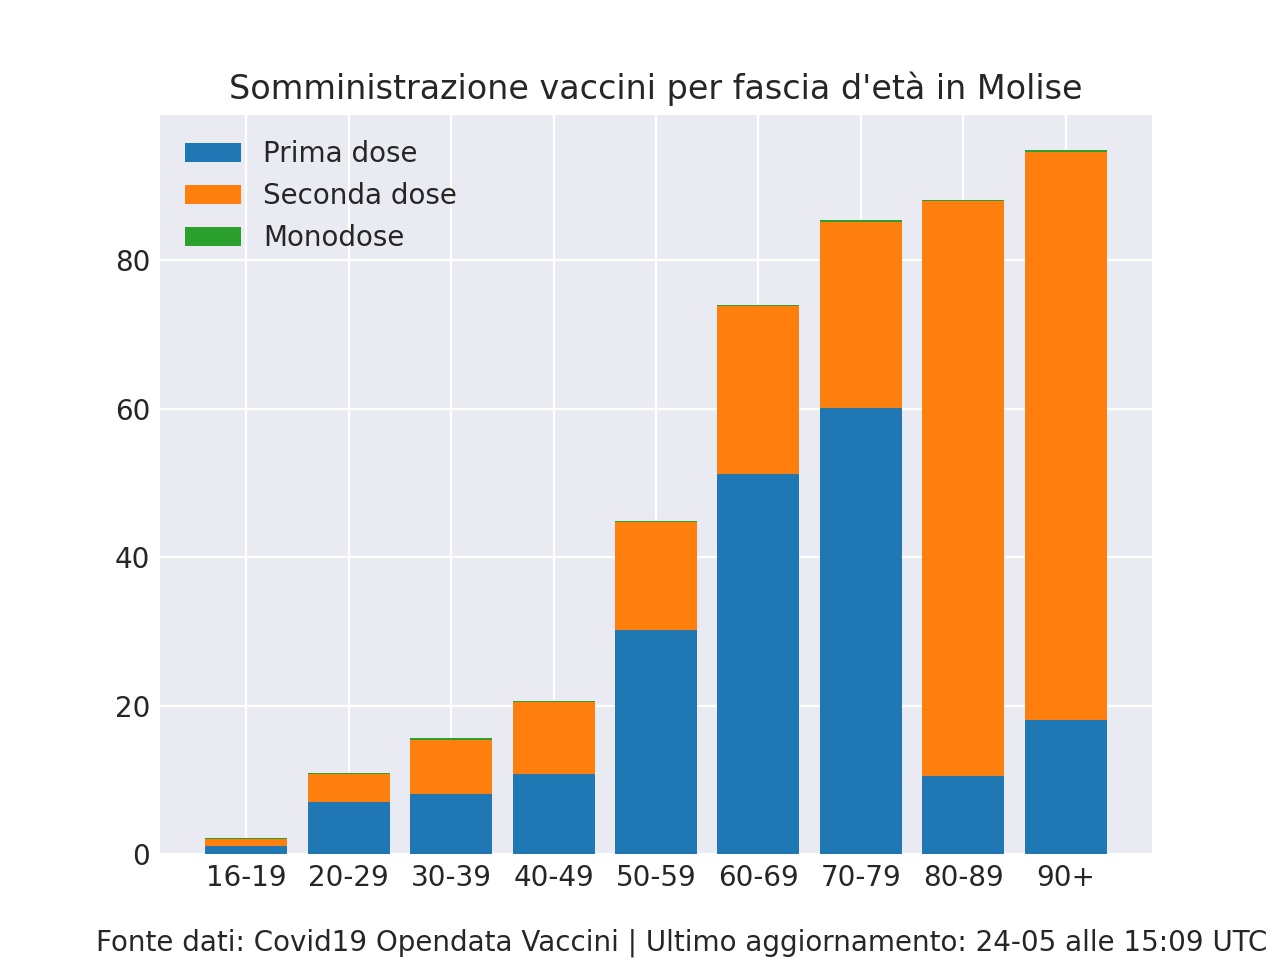 Somministrazione vaccini per fascia d'età in Molise
Prima dose
Seconda dose
Monodose
80
60
40
20
0
16-19 20-29 30-39 40-49 50-59 60-69 70-79 80-89 90+
Fonte dati: Covid19 Opendata Vaccini | Ultimo aggiornamento: 24-05 alle 15:09 UTC